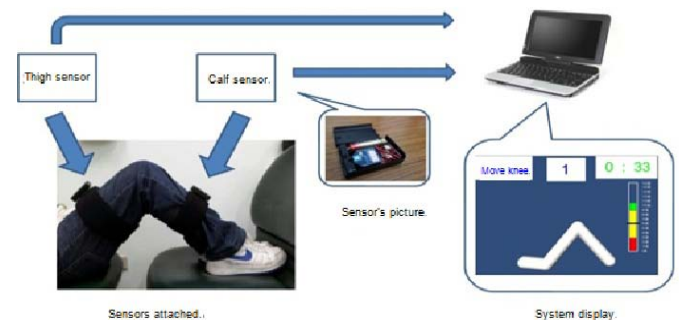 Thigh sensor
Calf sensor.
Move knee.
1
0 : 33
Sensor's picture.
Sensors attached.
System display.